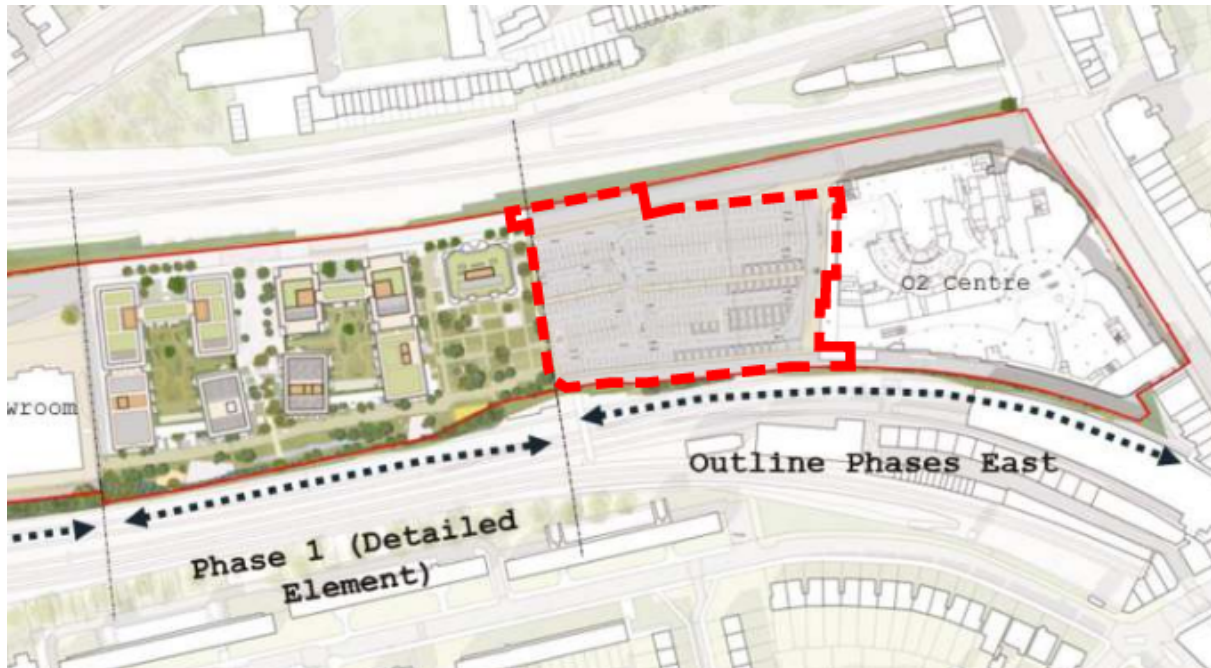 O2 Centre
wroom
Outline Phases East
Phase 1 (Detailed
Element)